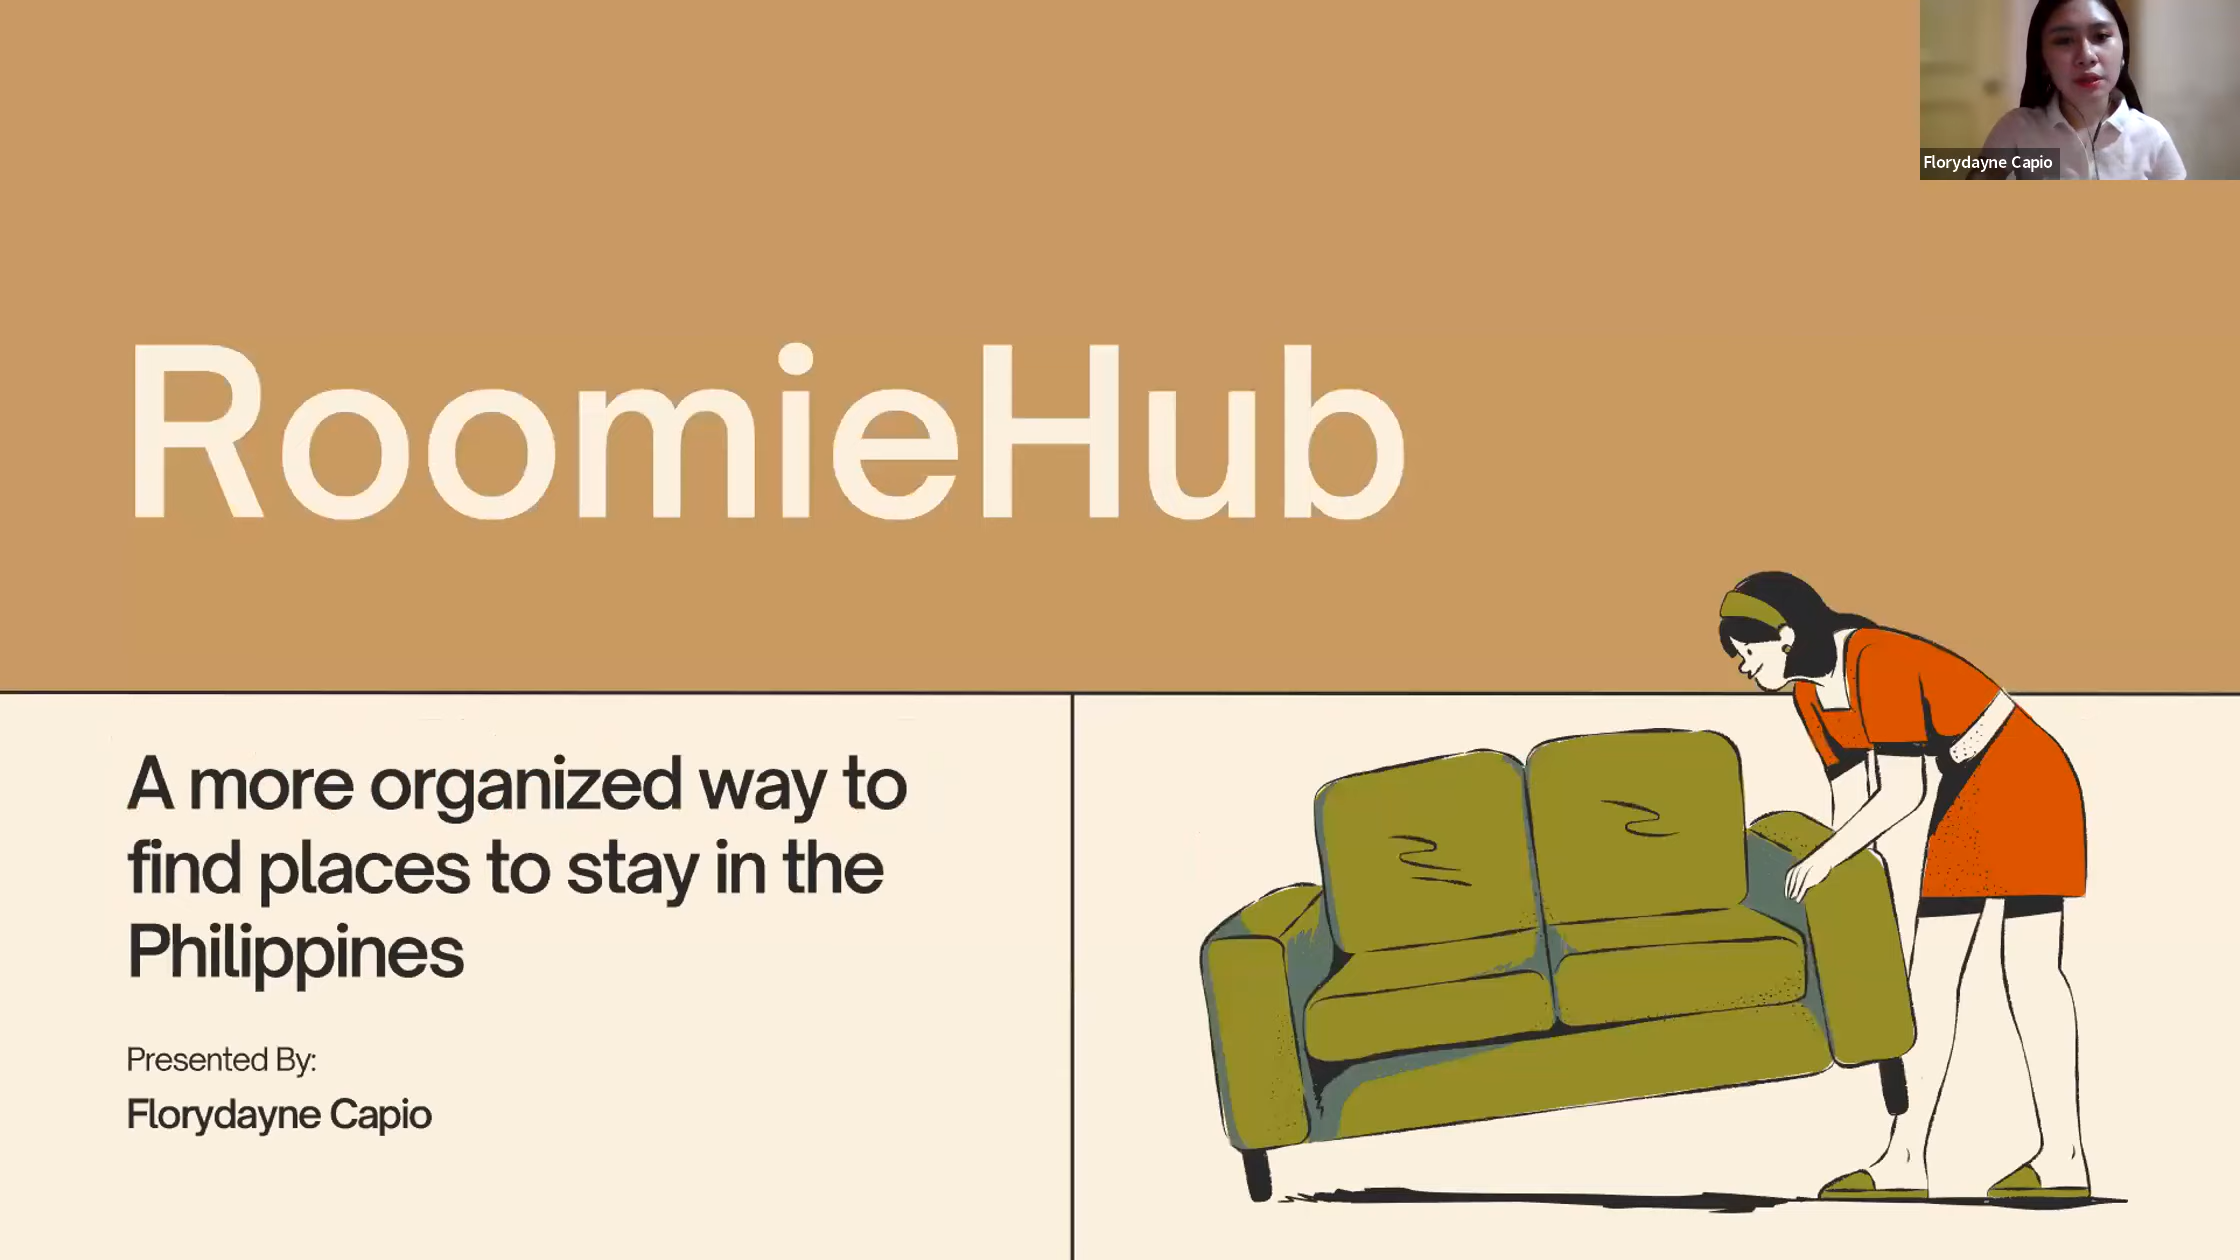 Florydayne Capio
RoomieHub
A more organized way to
find places to stay in the
Philippines
Presented By:
Florydayne Capio